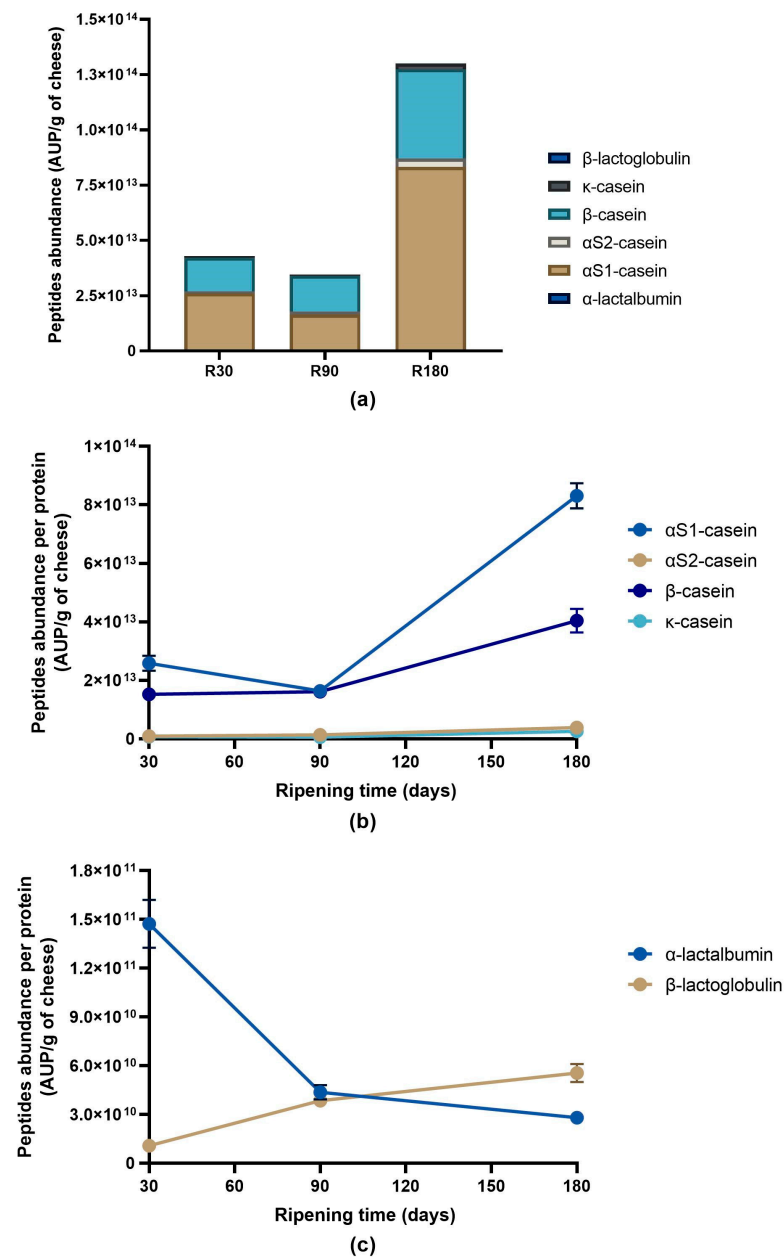 Peptides abundance (AUP/g of cheese)
1.5×10¹⁴
1.3×10¹⁴
1.0×10¹⁴
7.5×10¹³
5.0×10¹³
2.5×10¹³
0
R30 R90 R180
β-lactoglobulin
κ-casein
β-casein
αS2-casein
αS1-casein
α-lactalbumin
(a)
Peptides abundance per protein
(AUP/g of cheese)
1×10¹⁴
8×10¹³
6×10¹³
4×10¹³
2×10¹³
0
30 60 90 120 150 180
Ripening time (days)
αS1-casein
αS2-casein
β-casein
κ-casein
(b)
Peptides abundance per protein
(AUP/g of cheese)
1.8×10¹¹
1.5×10¹¹
1.2×10¹¹
9.0×10¹⁰
6.0×10¹⁰
3.0×10¹⁰
0
30 60 90 120 150 180
Ripening time (days)
α-lactalbumin
β-lactoglobulin
(c)